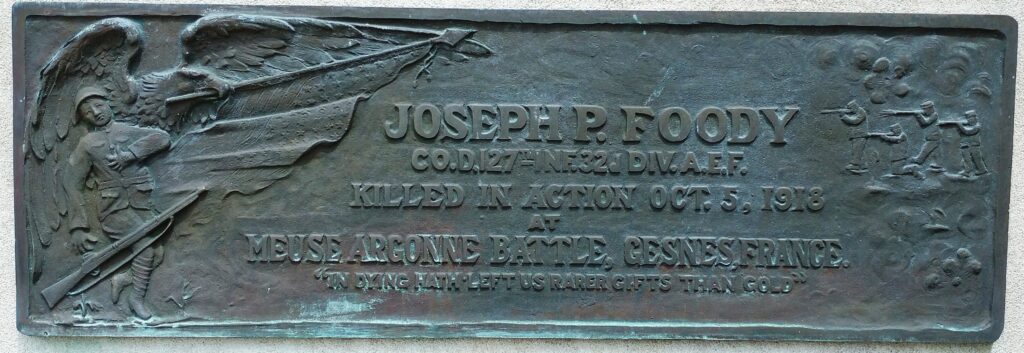 JOSEPH P. FOODY
CO.D.127TH INF.32D DIV. A.E.F.
KILLED IN ACTION OCT. 5, 1918
AT
MEUSE ARGONNE BATTLE, GESNES, FRANCE.
"IN DYING HATH LEFT US RARER GIFTS THAN GOLD"